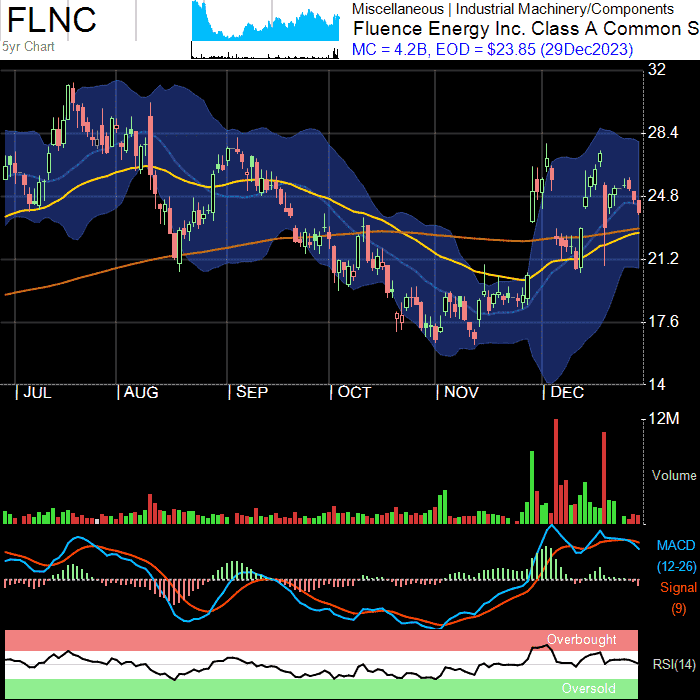 FLNC
5yr Chart
Miscellaneous | Industrial Machinery/Components
Fluence Energy Inc. Class A Common S
MC = 4.2B, EOD = $23.85 (29Dec2023)
32
28.4
24.8
21.2
17.6
14
| JUL | AUG | SEP | OCT | NOV | DEC
12M
Volume
MACD
(12-26)
Signal
(9)
Overbought
RSI(14)
Oversold